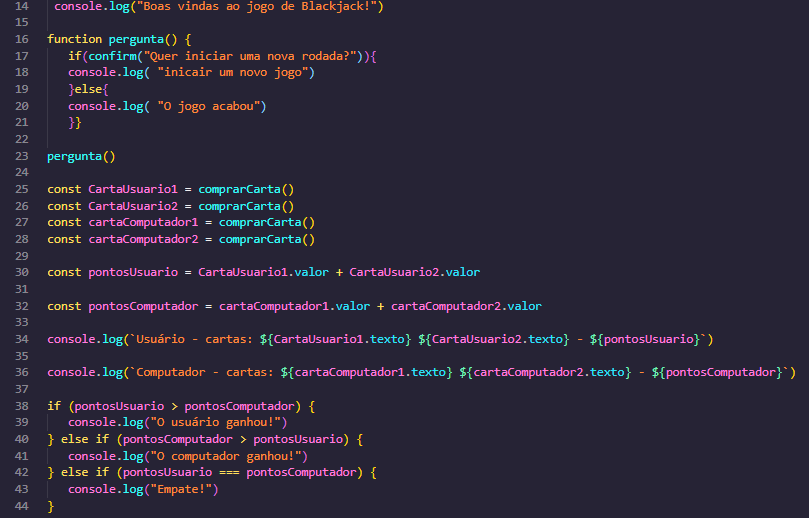 14 console.log("Boas vindas ao jogo de Blackjack!")
15
16 function pergunta() {
17 if(confirm("Quer iniciar uma nova rodada?")){
18 console.log( "inicair um novo jogo")
19 }else{
20 console.log( "O jogo acabou")
21 }}
22
23 pergunta()
24
25 const CartaUsuario1 = comprarCarta()
26 const CartaUsuario2 = comprarCarta()
27 const cartaComputador1 = comprarCarta()
28 const cartaComputador2 = comprarCarta()
29
30 const pontosUsuario = CartaUsuario1.valor + CartaUsuario2.valor
31
32 const pontosComputador = cartaComputador1.valor + cartaComputador2.valor
33
34 console.log(`Usuário - cartas: ${CartaUsuario1.texto} ${CartaUsuario2.texto} - ${pontosUsuario}`)
35
36 console.log(`Computador - cartas: ${cartaComputador1.texto} ${cartaComputador2.texto} - ${pontosComputador}`)
37
38 if (pontosUsuario > pontosComputador) {
39 console.log("O usuário ganhou!")
40 } else if (pontosComputador > pontosUsuario) {
41 console.log("O computador ganhou!")
42 } else if (pontosUsuario === pontosComputador) {
43 console.log("Empate!")
44 }